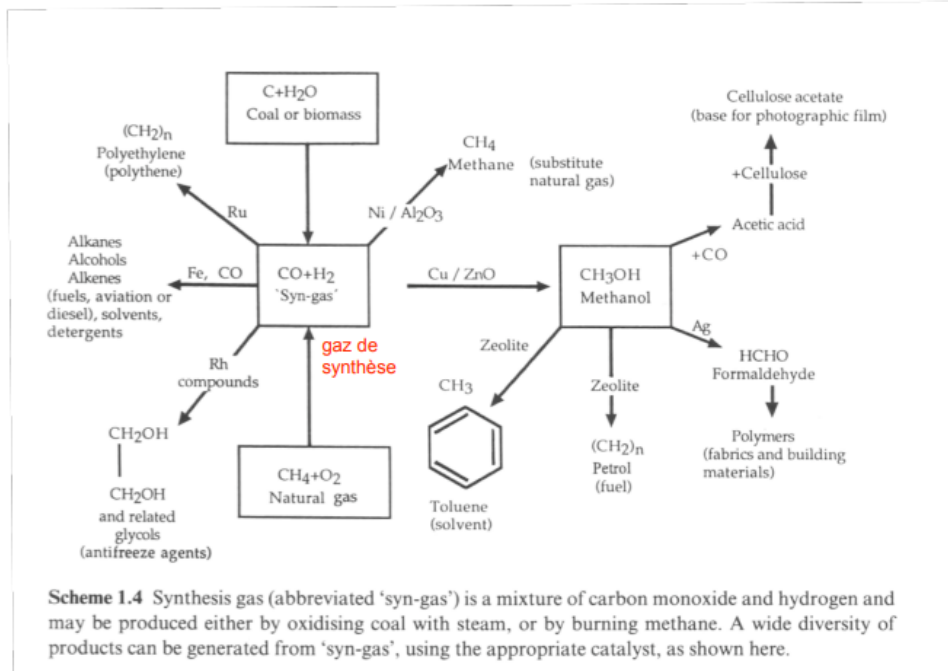 C+H2O
Coal or biomass
(CH2)n
Polyethylene
(polythene)
Ru
CH4
Methane (substitute
natural gas)
Ni / Al2O3
Alkanes
Alcohols
Alkenes
(fuels, aviation or
diesel), solvents,
detergents
Fe, CO
CO+H2
'Syn-gas'
gaz de
synthèse
Rh
compounds
CH2OH
CH2OH
and related
glycols
(antifreeze agents)
CH4+O2
Natural gas
Cu / ZnO
CH3OH
Methanol
Cellulose acetate
(base for photographic film)
+Cellulose
Acetic acid
+CO
Ag
HCHO
Formaldehyde
Polymers
(fabrics and building
materials)
Zeolite
CH3
Toluene
(solvent)
Zeolite
(CH2)n
Petrol
(fuel)
Scheme 1.4 Synthesis gas (abbreviated 'syn-gas') is a mixture of carbon monoxide and hydrogen and
may be produced either by oxidising coal with steam, or by burning methane. A wide diversity of
products can be generated from 'syn-gas', using the appropriate catalyst, as shown here.